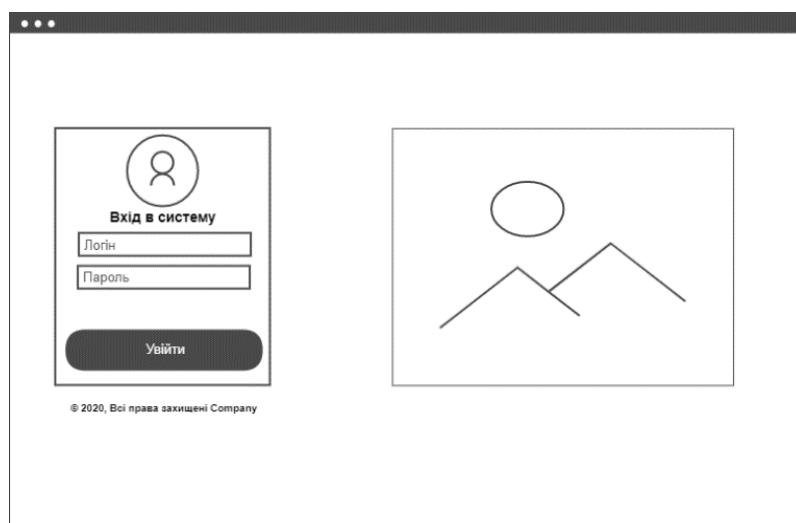 Вхід в систему
Логін
Пароль
Увійти
© 2020, Всі права захищені Company